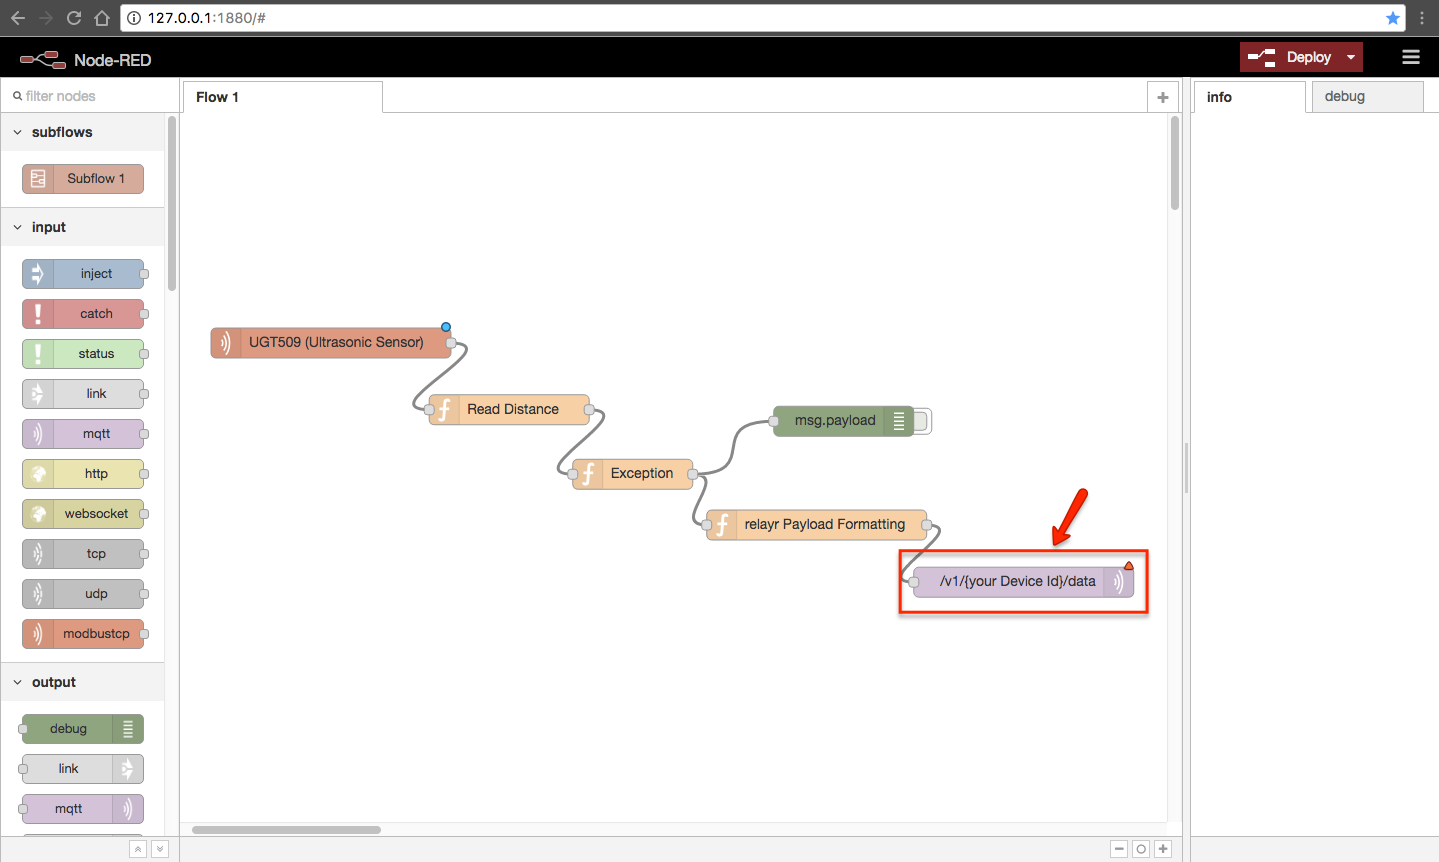 127.0.0.1:1880/#
Node-RED
Deploy
filter nodes
Flow 1
info
debug
subflows
Subflow 1
input
inject
catch
status
link
mqtt
http
websocket
tcp
udp
modbustcp
output
debug
link
mqtt
UGT509 (Ultrasonic Sensor)
Read Distance
msg.payload
Exception
relayr Payload Formatting
/v1/{your Device Id}/data